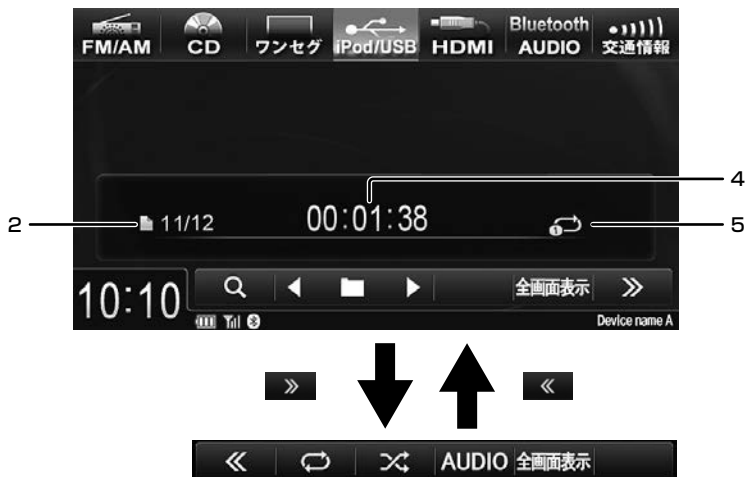 FM/AM CD ワンセグ iPod/USB HDMI Bluetooth AUDIO 交通情報
4
2 11/12 00:01:38 1 5
10:10 全画面表示 »
Device name A
» «
« AUDIO 全画面表示